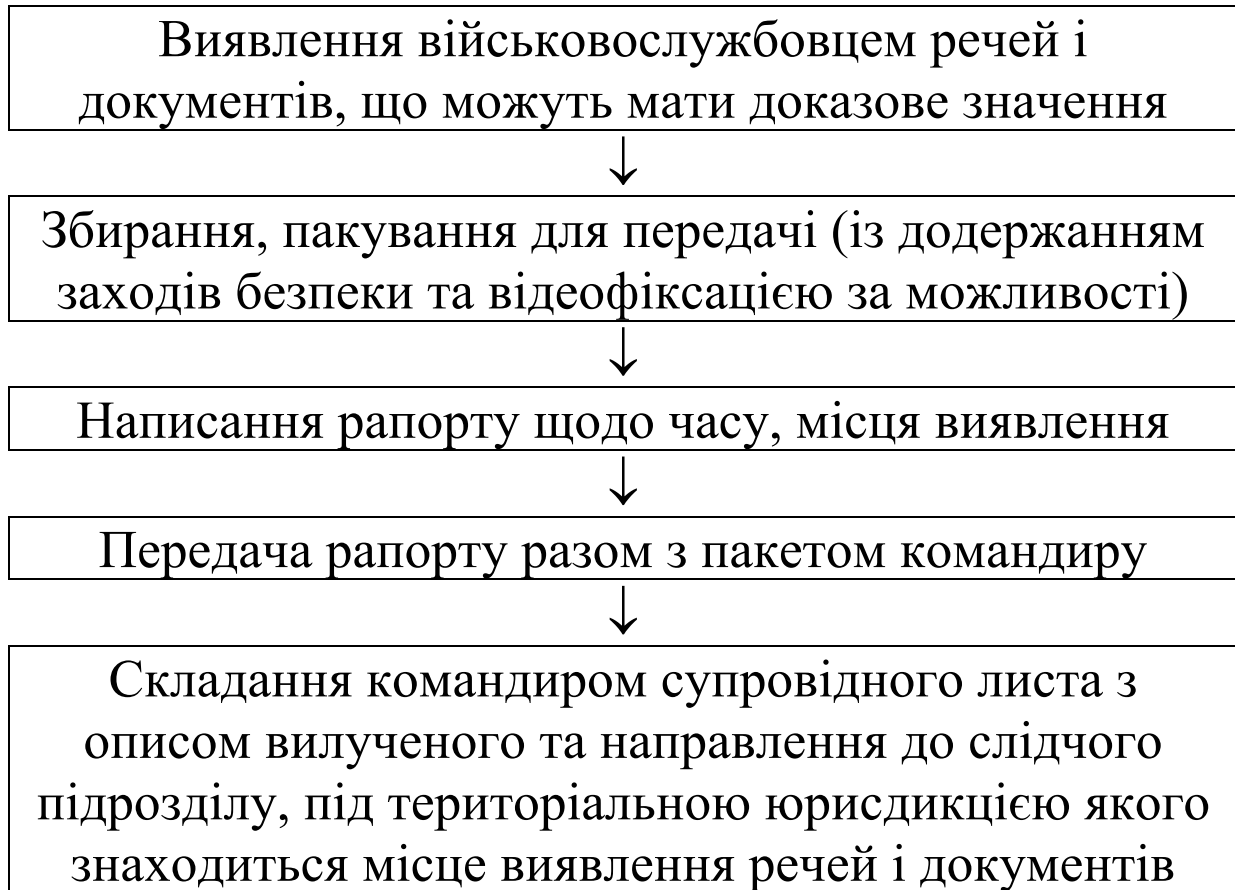 Виявлення військовослужбовцем речей і
документів, що можуть мати доказове значення
↓
Збирання, пакування для передачі (із додержанням
заходів безпеки та відеофіксацією за можливості)
↓
Написання рапорту щодо часу, місця виявлення
↓
Передача рапорту разом з пакетом командиру
↓
Складання командиром супровідного листа з
описом вилученого та направлення до слідчого
підрозділу, під територіальною юрисдикцією якого
знаходиться місце виявлення речей і документів